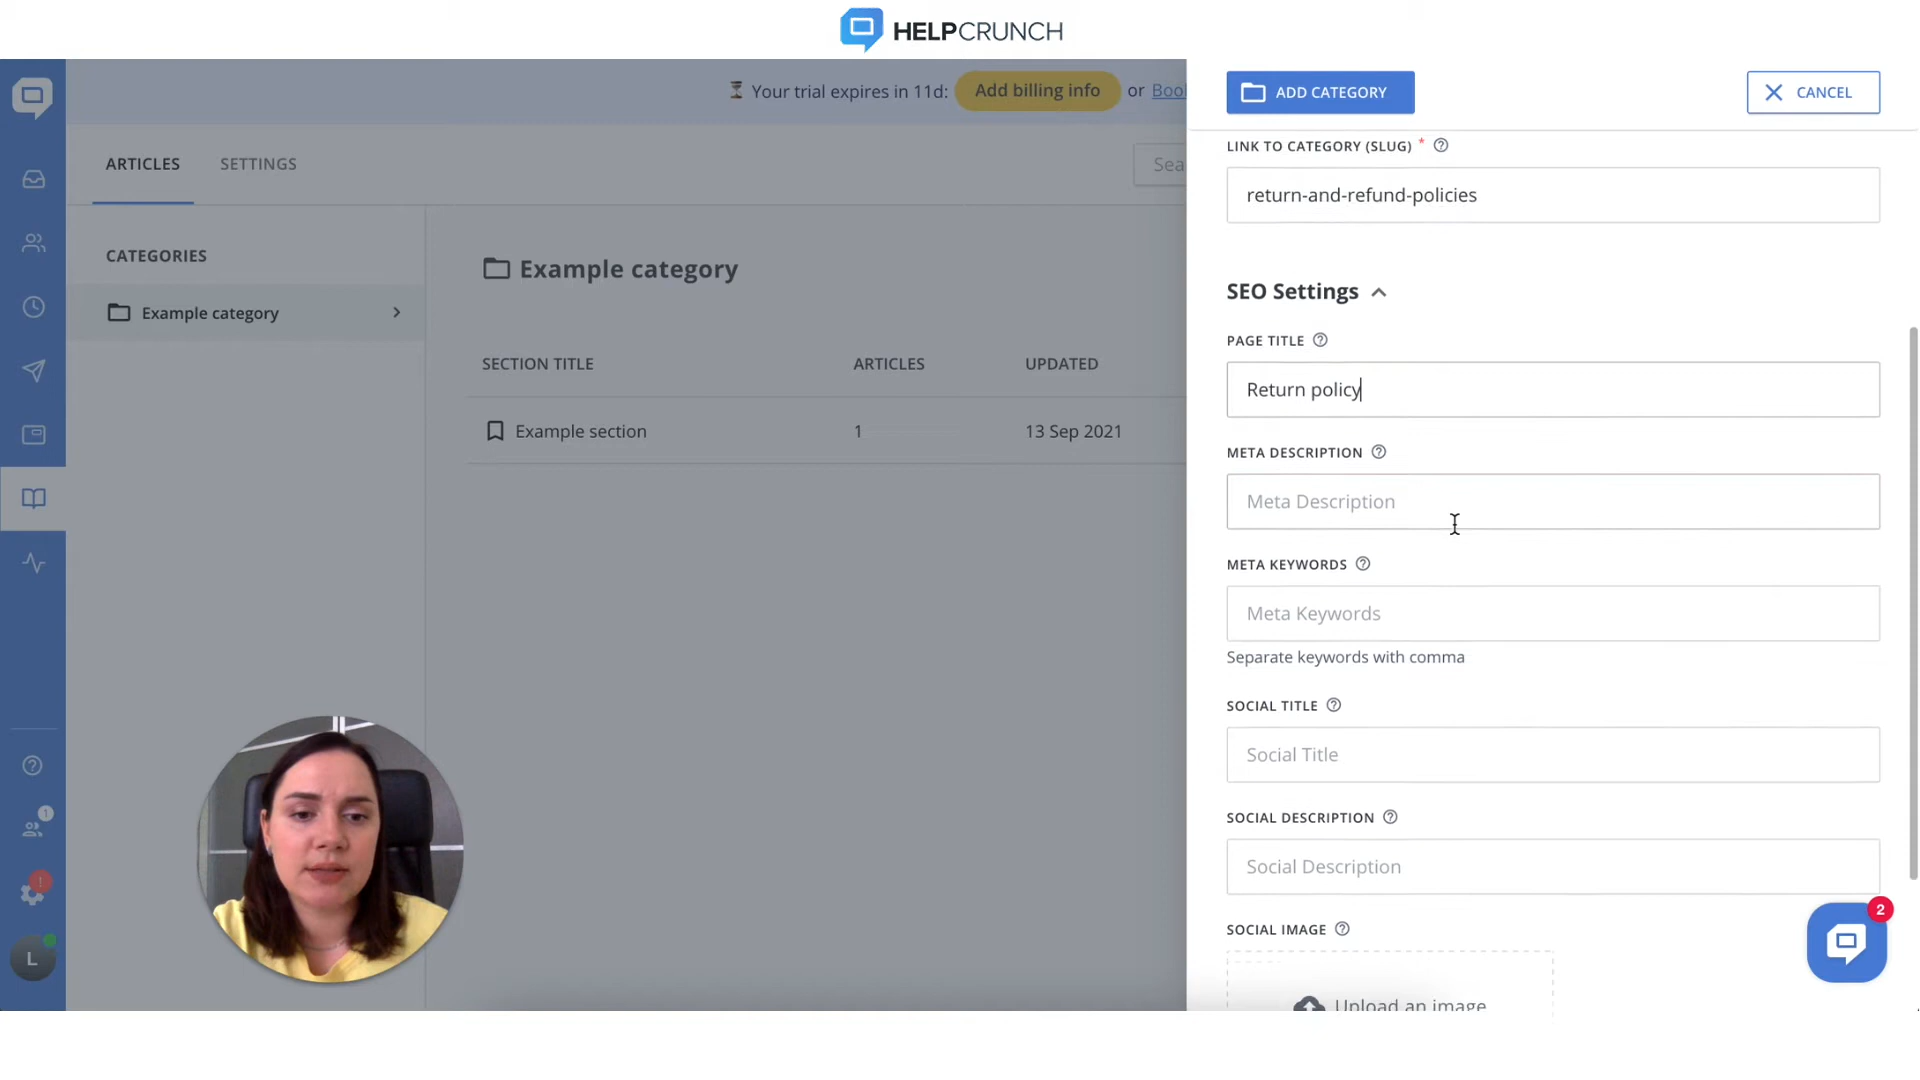 HELPCRUNCH
Your trial expires in 11d: Add billing info or Boo
ADD CATEGORY
CANCEL
ARTICLES SETTINGS
Sea
LINK TO CATEGORY (SLUG) *
return-and-refund-policies
CATEGORIES
Example category
Example category
SECTION TITLE ARTICLES UPDATED
Example section 1 13 Sep 2021
SEO Settings
PAGE TITLE
Return policy
META DESCRIPTION
Meta Description
META KEYWORDS
Meta Keywords
Separate keywords with comma
SOCIAL TITLE
Social Title
SOCIAL DESCRIPTION
Social Description
SOCIAL IMAGE
Upload an image
1
!
L
2